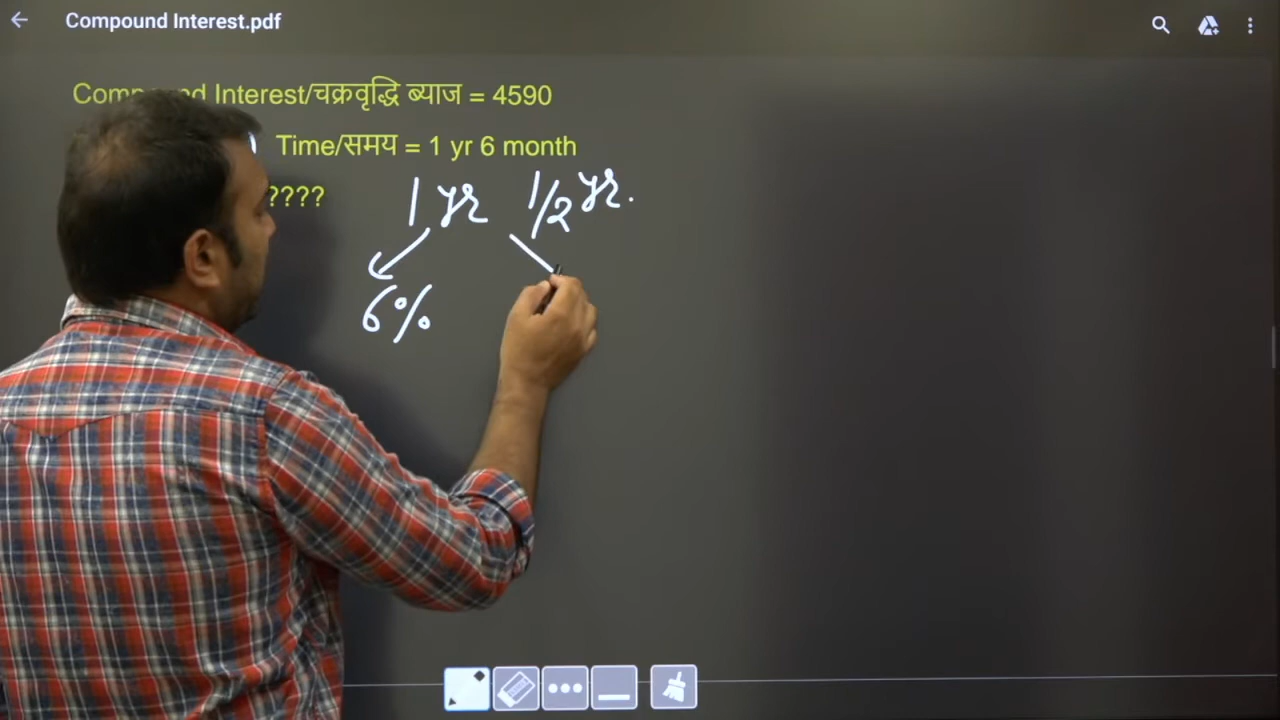 Compound Interest.pdf
Interest/चक्रवृद्धि ब्याज = 4590
Time/समय = 1 yr 6 month
????
1 yr 1/2 yr.
6%